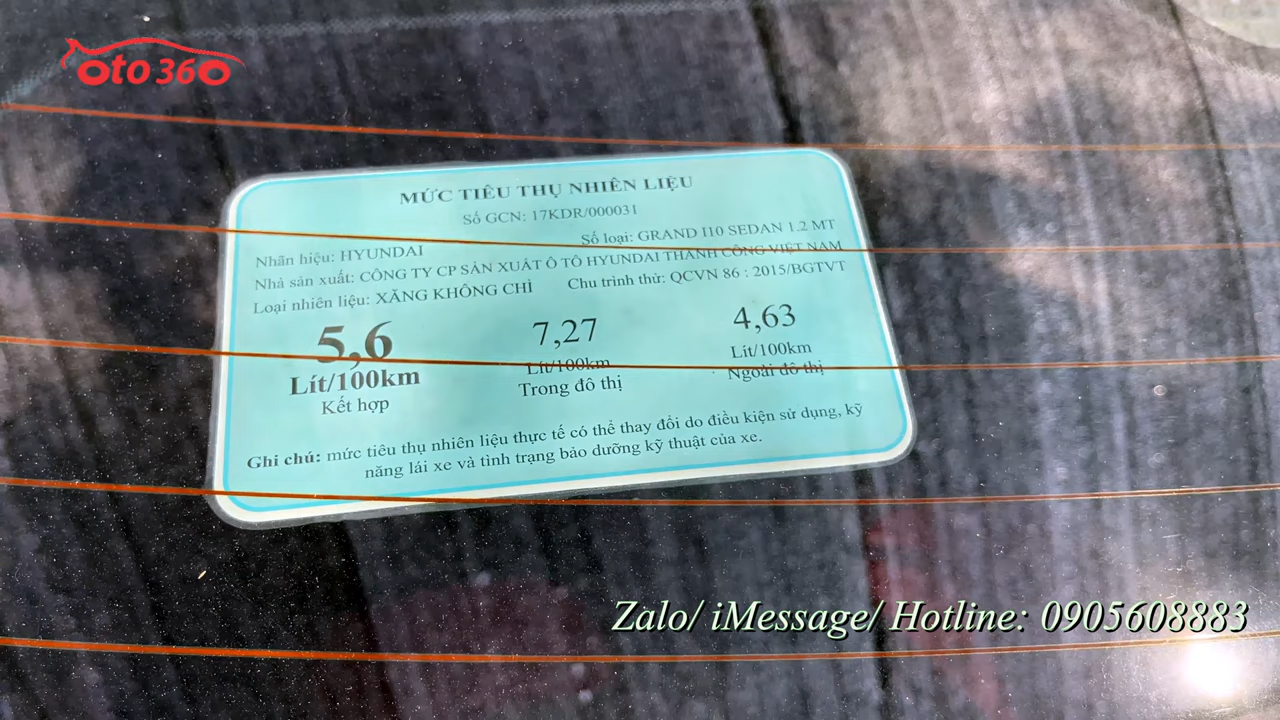 oto 360
MỨC TIÊU THỤ NHIÊN LIỆU
Số GCN: 17KDR/000031
Nhãn hiệu: HYUNDAI Số loại: GRAND I10 SEDAN 1.2 MT
Nhà sản xuất: CÔNG TY CP SẢN XUẤT Ô TÔ HYUNDAI THÀNH CÔNG VIỆT NAM
Loại nhiên liệu: XĂNG KHÔNG CHÌ Chu trình thử: QCVN 86 : 2015/BGTVT
5,6 7,27 4,63
Lít/100km Lít/100km Lít/100km
Kết hợp Trong đô thị Ngoài đô thị
Ghi chú: mức tiêu thụ nhiên liệu thực tế có thể thay đổi do điều kiện sử dụng, kỹ
năng lái xe và tình trạng bảo dưỡng kỹ thuật của xe.
Zalo/ iMessage/ Hotline: 0905608883